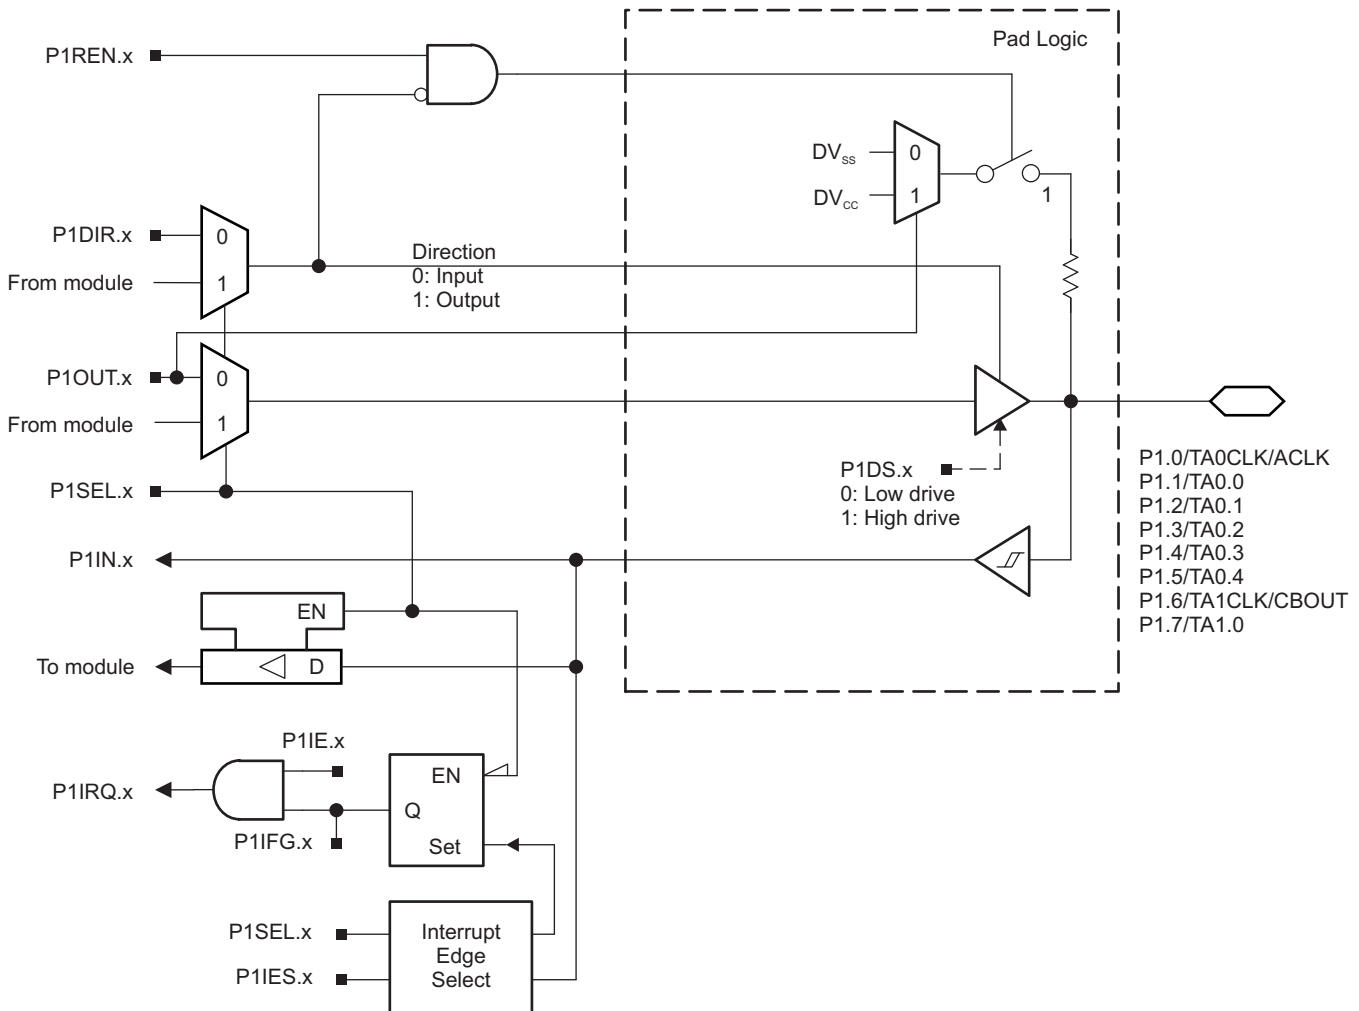 Pad Logic
P1REN.x
DVSS
0
DVCC
1
1
P1DIR.x
0
From module
1
Direction
0: Input
1: Output
P1OUT.x
0
From module
1
P1DS.x
0: Low drive
1: High drive
P1SEL.x
P1IN.x
P1.0/TA0CLK/ACLK
P1.1/TA0.0
P1.2/TA0.1
P1.3/TA0.2
P1.4/TA0.3
P1.5/TA0.4
P1.6/TA1CLK/CBOUT
P1.7/TA1.0
EN
To module
D
P1IE.x
P1IRQ.x
EN
Q
P1IFG.x
Set
P1SEL.x
P1IES.x
Interrupt
Edge
Select